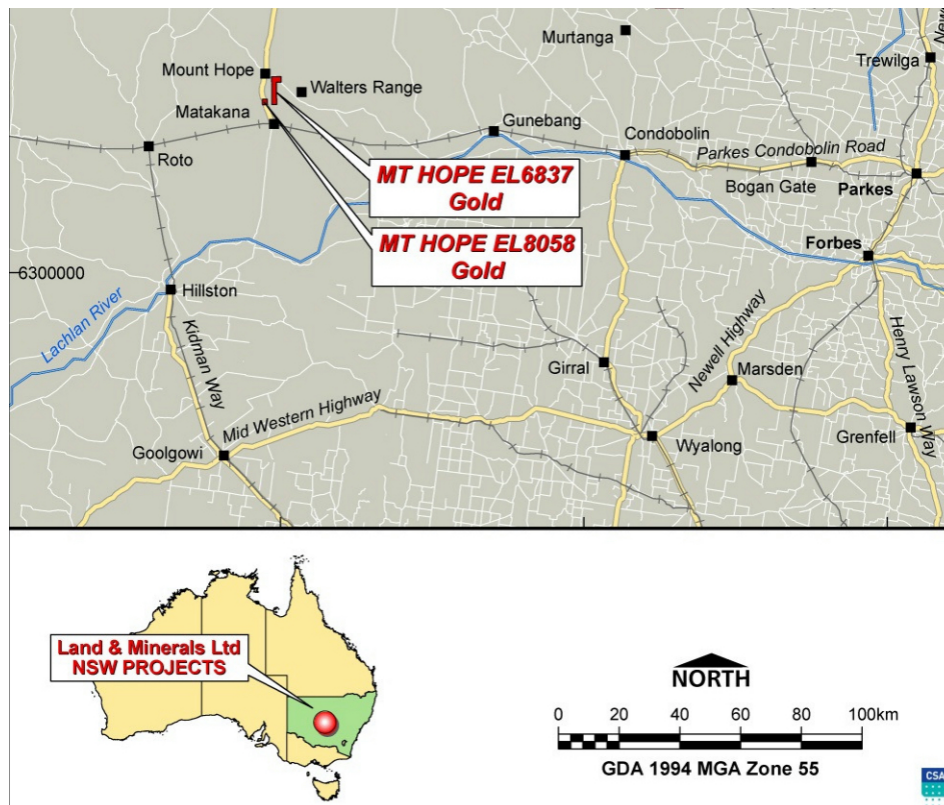 Murtanga
Trewilga
Mount Hope
Walters Range
Matakana
Gunebang
Condobolin
Roto
Parkes Condobolin Road
Bogan Gate
Parkes
MT HOPE EL6837
Gold
MT HOPE EL8058
Gold
Forbes
6300000
Hillston
Lachlan River
Kidman Way
Newell Highway
Henry Lawson Way
Girral
Marsden
Mid Western Highway
Goolgowi
Wyalong
Grenfell
Land & Minerals Ltd
NSW PROJECTS
NORTH
0 20 40 60 80 100km
GDA 1994 MGA Zone 55
CSA